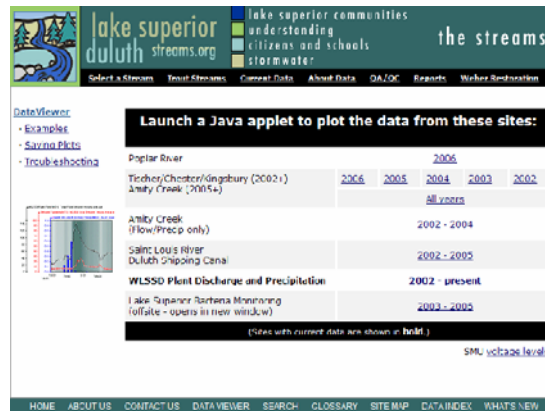 lake superior
duluth streams.org
lake superior communities
understanding
citizens and schools
stormwater
the streams
Select a Stream Trout Streams Current Data About Data QA/QC Reports Weber Restoration
DataViewer
- Examples
- Saving Plots
- Troubleshooting
Launch a Java applet to plot the data from these sites:
Poplar River 2006
Tischer/Chester/Kingsbury (2002+) 2006 2005 2004 2003 2002
Amity Creek (2005+)
All years
Amity Creek
(Flow/Precip only) 2002 - 2004
Saint Louis River
Duluth Shipping Canal 2002 - 2005
WLSSD Plant Discharge and Precipitation 2002 - present
Lake Superior Bacteria Monitoring
(offsite - opens in new window) 2003 - 2005
(Sites with current data are shown in bold.)
SMU voltage level
HOME ABOUT US CONTACT US DATA VIEWER SEARCH GLOSSARY SITE MAP DATA INDEX WHAT'S NEW